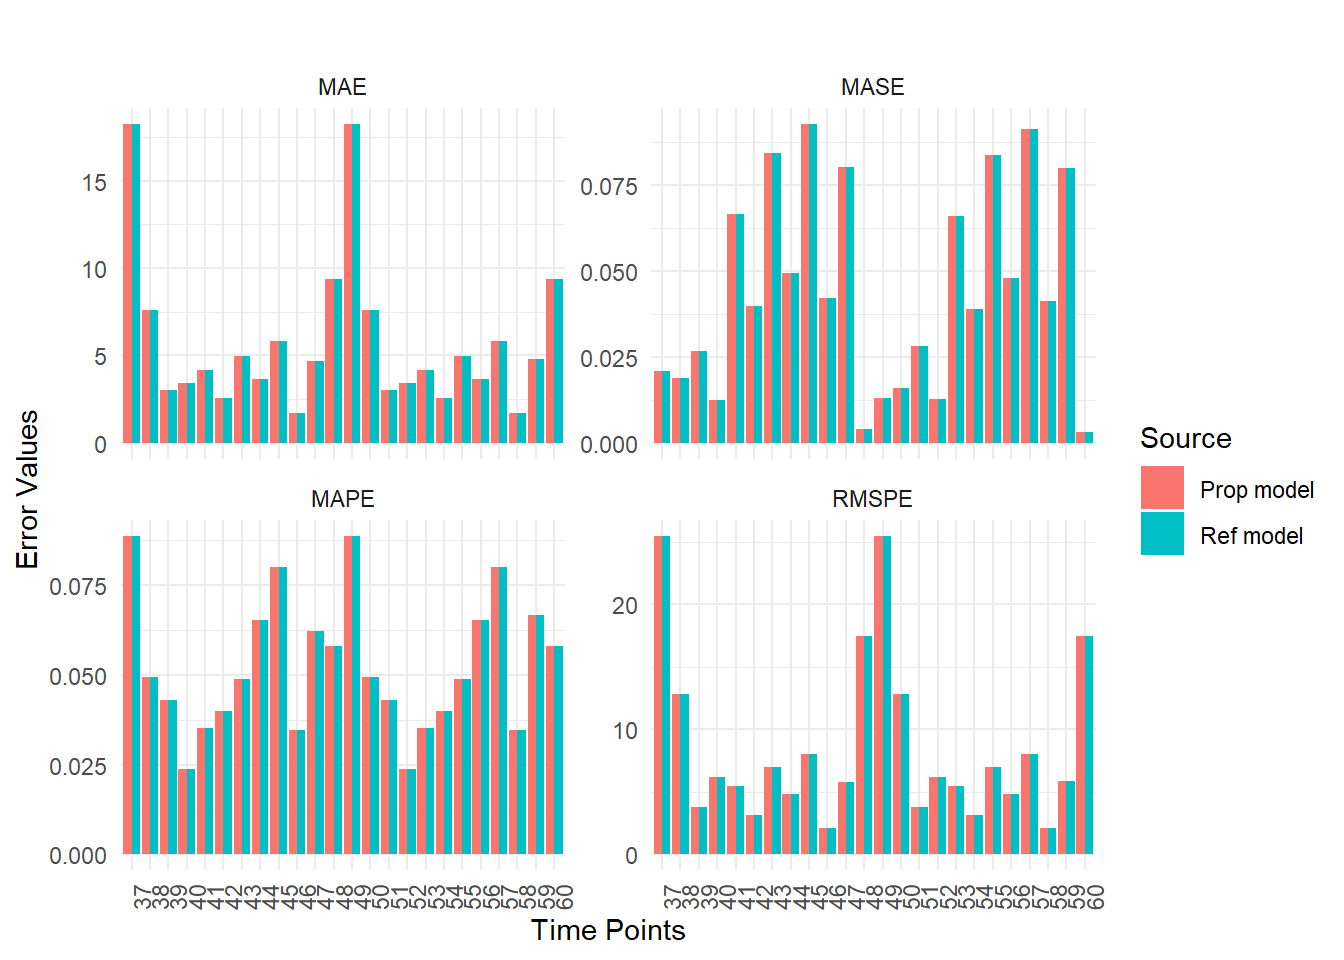 MAE
MASE
15
10
5
0
0.075
0.050
0.025
0.000
Error Values
MAPE
RMSPE
0.075
0.050
0.025
0.000
20
10
0
37 38 39 40 41 42 43 44 45 46 47 48 49 50 51 52 53 54 55 56 57 58 59 60
37 38 39 40 41 42 43 44 45 46 47 48 49 50 51 52 53 54 55 56 57 58 59 60
Time Points
Source
Prop model
Ref model